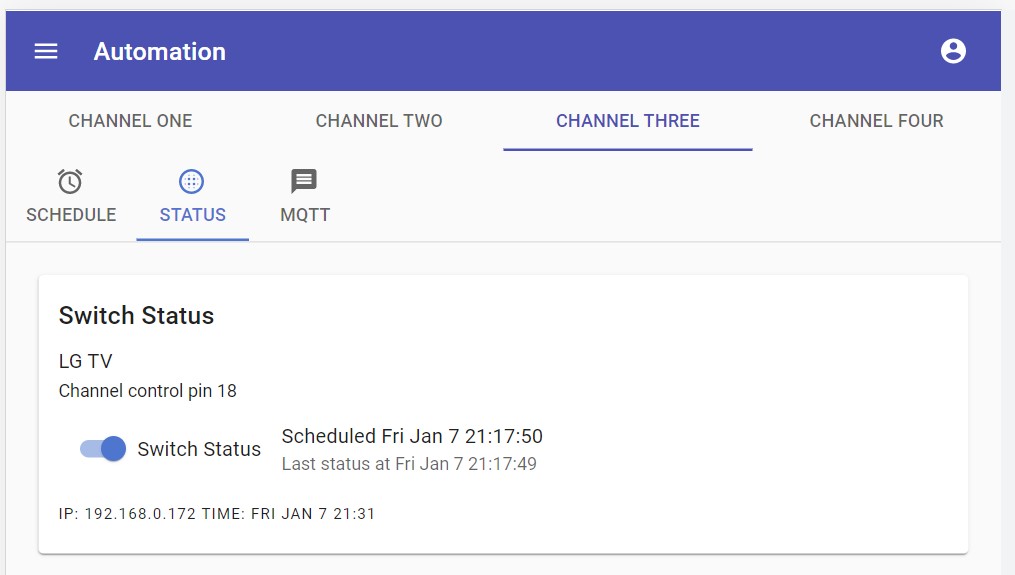 Automation
CHANNEL ONE CHANNEL TWO CHANNEL THREE CHANNEL FOUR
SCHEDULE STATUS MQTT
Switch Status
LG TV
Channel control pin 18
Switch Status
Scheduled Fri Jan 7 21:17:50
Last status at Fri Jan 7 21:17:49
IP: 192.168.0.172 TIME: FRI JAN 7 21:31